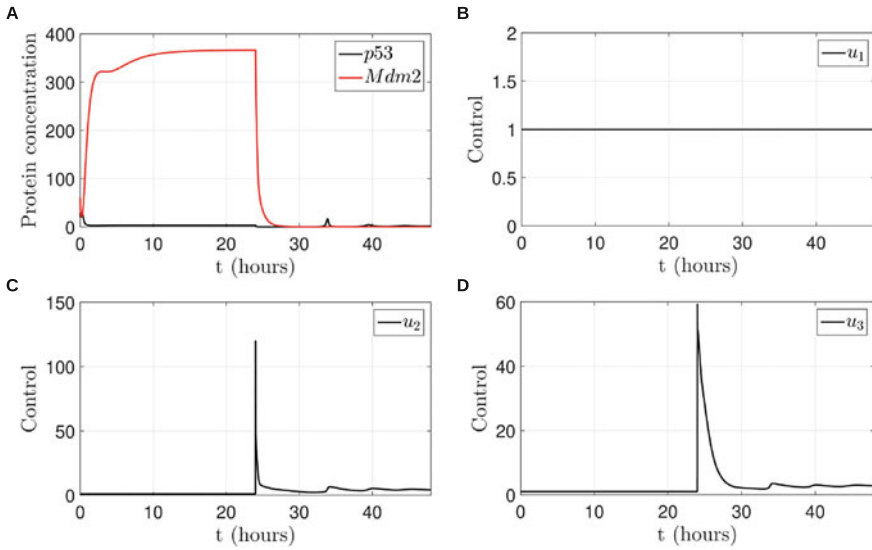 A
Protein concentration
400
300
200
100
0
0 10 20 30 40
t (hours)
p53
Mdm2
B
Control
2
1.5
1
0.5
0
0 10 20 30 40
t (hours)
u1
C
Control
150
100
50
0
0 10 20 30 40
t (hours)
u2
D
Control
60
40
20
0
0 10 20 30 40
t (hours)
u3